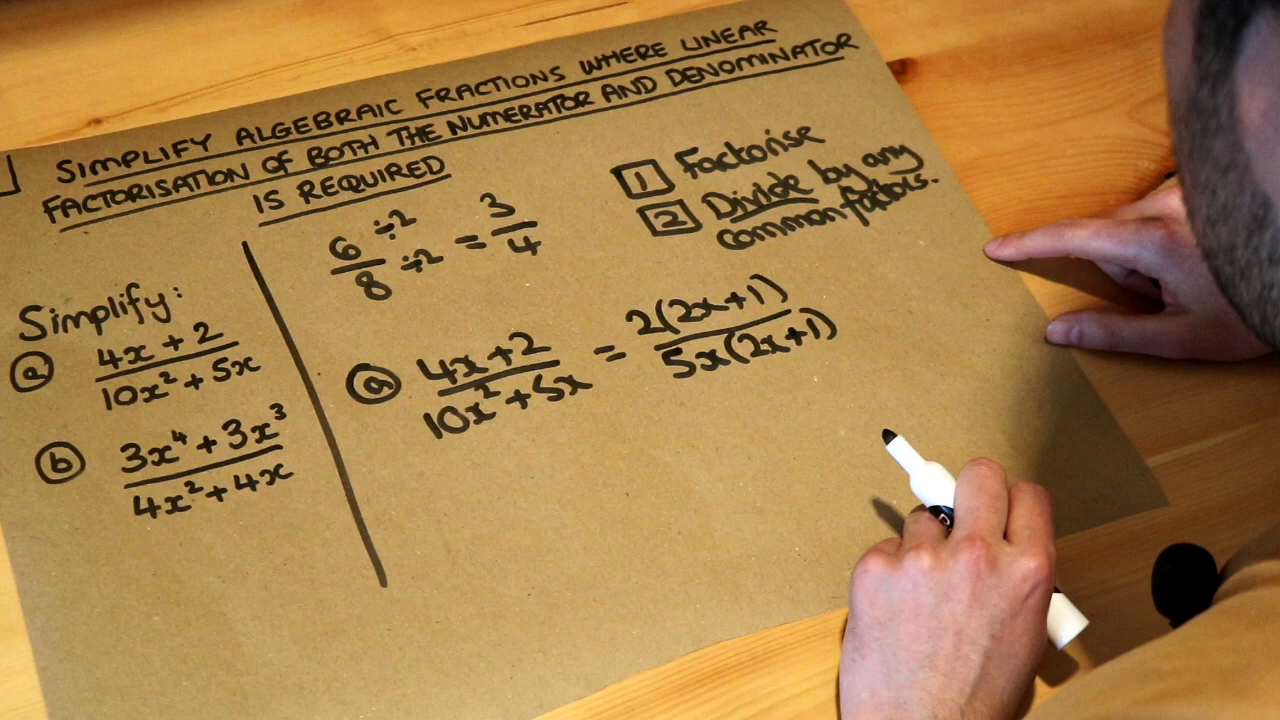 SIMPLIFY ALGEBRAIC FRACTIONS WHERE LINEAR
FACTORISATION OF BOTH THE NUMERATOR AND DENOMINATOR
IS REQUIRED
1 Factorise
2 Divide by any
common factors.
6 ÷2 / 8 ÷2 = 3/4
Simplify:
ⓐ (4x + 2)/(10x² + 5x)
ⓑ (3x⁴ + 3x³)/(4x² + 4x)
ⓐ (4x + 2)/(10x² + 5x) = 2(2x+1)/5x(2x+1)